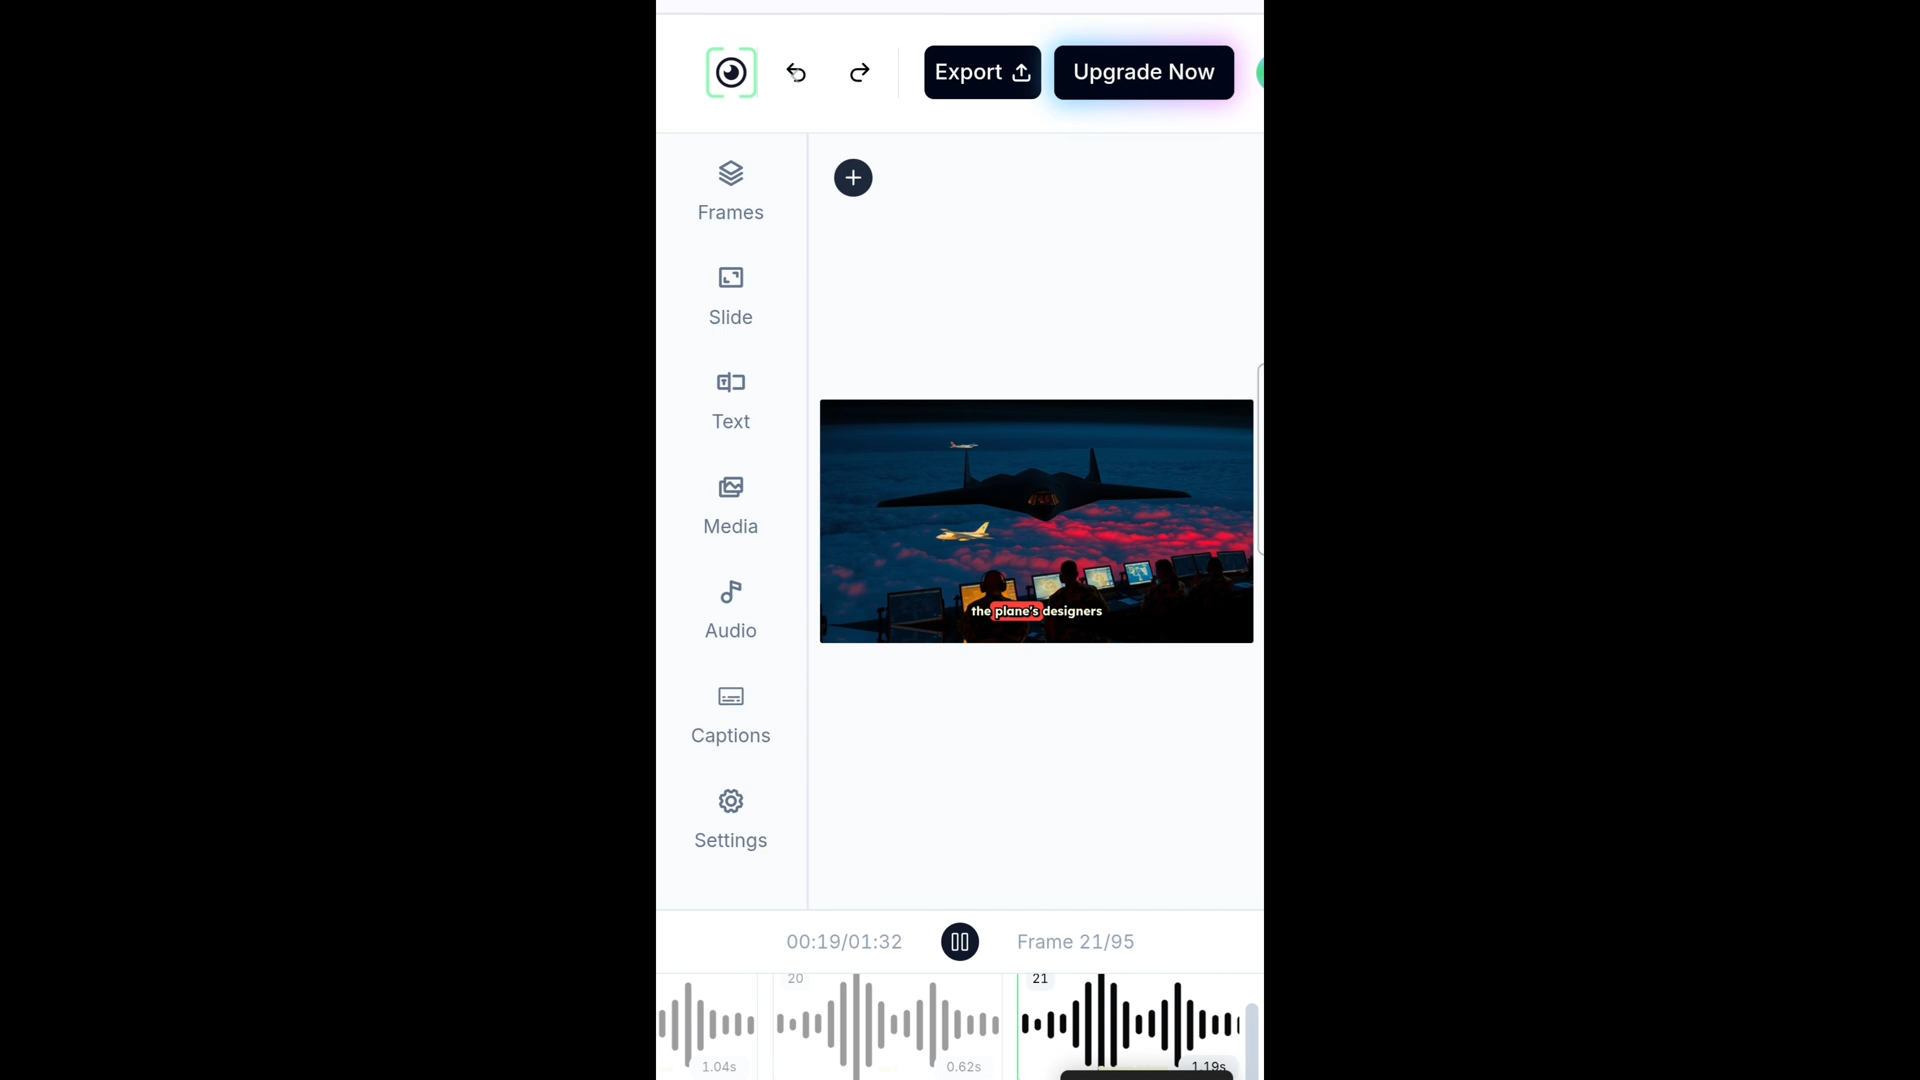 Export
Upgrade Now
Frames
Slide
Text
Media
Audio
Captions
Settings
the plane's designers
00:19/01:32
Frame 21/95
20
21
1.04s
0.62s
1.19s